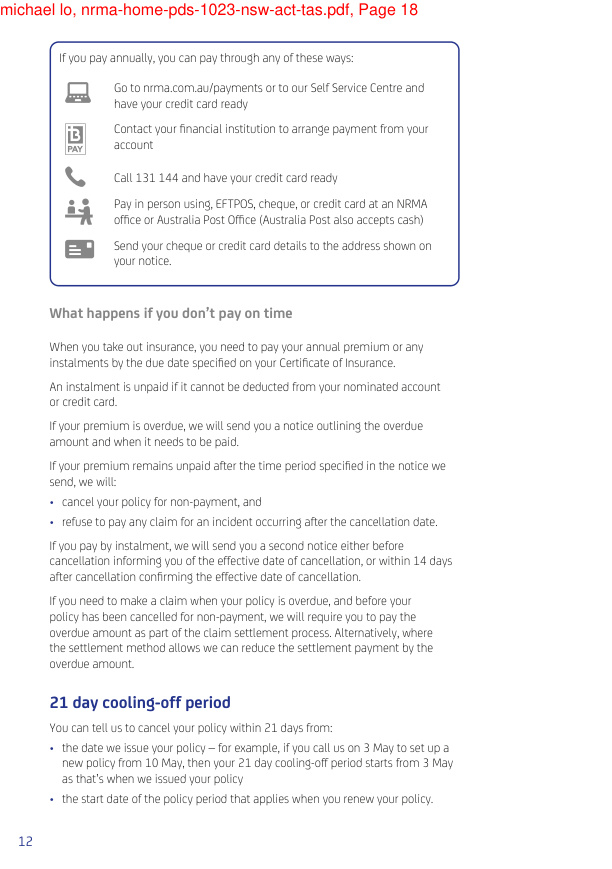 michael lo, nrma-home-pds-1023-nsw-act-tas.pdf, Page 18
If you pay annually, you can pay through any of these ways:
Go to nrma.com.au/payments or to our Self Service Centre and
have your credit card ready
B
PAY
Contact your financial institution to arrange payment from your
account
Call 131 144 and have your credit card ready
Pay in person using, EFTPOS, cheque, or credit card at an NRMA
office or Australia Post Office (Australia Post also accepts cash)
Send your cheque or credit card details to the address shown on
your notice.
What happens if you don't pay on time
When you take out insurance, you need to pay your annual premium or any
instalments by the due date specified on your Certificate of Insurance.
An instalment is unpaid if it cannot be deducted from your nominated account
or credit card.
If your premium is overdue, we will send you a notice outlining the overdue
amount and when it needs to be paid.
If your premium remains unpaid after the time period specified in the notice we
send, we will:
• cancel your policy for non-payment, and
• refuse to pay any claim for an incident occurring after the cancellation date.
If you pay by instalment, we will send you a second notice either before
cancellation informing you of the effective date of cancellation, or within 14 days
after cancellation confirming the effective date of cancellation.
If you need to make a claim when your policy is overdue, and before your
policy has been cancelled for non-payment, we will require you to pay the
overdue amount as part of the claim settlement process. Alternatively, where
the settlement method allows we can reduce the settlement payment by the
overdue amount.
21 day cooling-off period
You can tell us to cancel your policy within 21 days from:
• the date we issue your policy – for example, if you call us on 3 May to set up a
new policy from 10 May, then your 21 day cooling-off period starts from 3 May
as that's when we issued your policy
• the start date of the policy period that applies when you renew your policy.
12